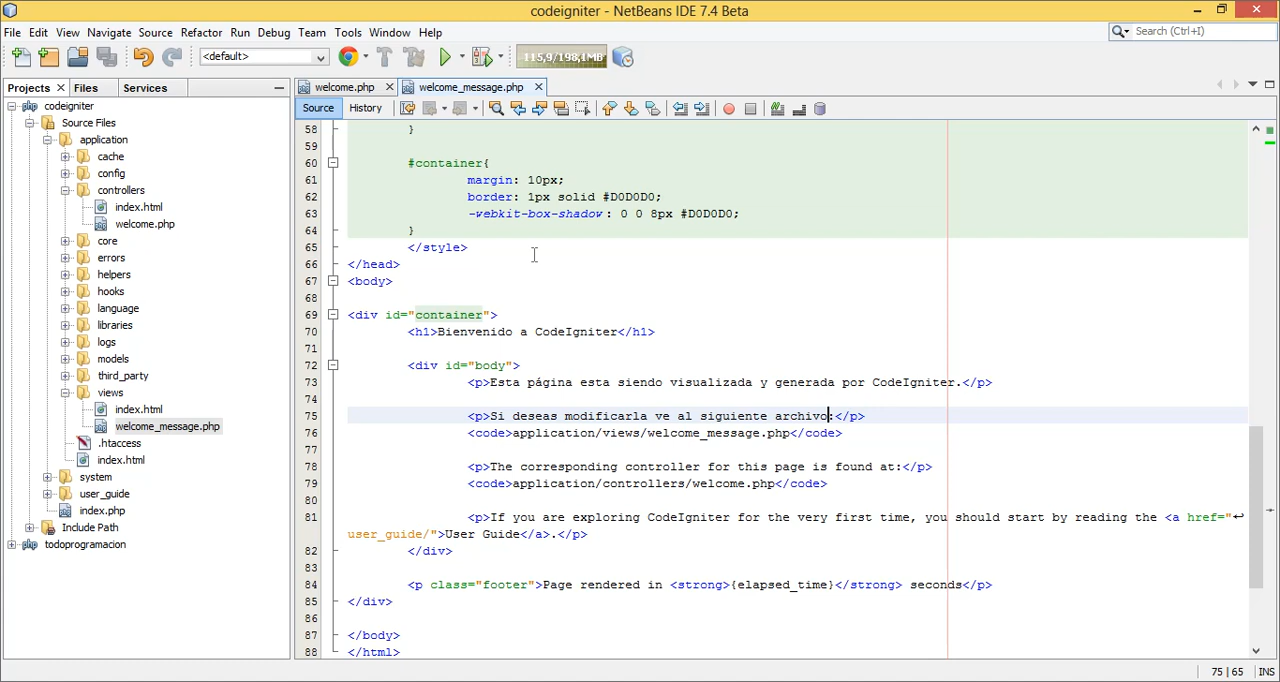 codeigniter - NetBeans IDE 7.4 Beta
File Edit View Navigate Source Refactor Run Debug Team Tools Window Help
Search (Ctrl+I)
<default>
115,9/198,1MB
Projects Files Services
welcome.php welcome_message.php
Source History
codeigniter
Source Files
application
cache
config
controllers
index.html
welcome.php
core
errors
helpers
hooks
language
libraries
logs
models
third_party
views
index.html
welcome_message.php
.htaccess
index.html
system
user_guide
index.php
Include Path
todoprogramacion
58 }
59
60 #container{
61 margin: 10px;
62 border: 1px solid #D0D0D0;
63 -webkit-box-shadow: 0 0 8px #D0D0D0;
64 }
65 </style>
66 </head>
67 <body>
68
69 <div id="container">
70 <h1>Bienvenido a CodeIgniter</h1>
71
72 <div id="body">
73 <p>Esta página esta siendo visualizada y generada por CodeIgniter.</p>
74
75 <p>Si deseas modificarla ve al siguiente archivo:</p>
76 <code>application/views/welcome_message.php</code>
77
78 <p>The corresponding controller for this page is found at:</p>
79 <code>application/controllers/welcome.php</code>
80
81 <p>If you are exploring CodeIgniter for the very first time, you should start by reading the <a href="
user_guide/">User Guide</a>.</p>
82 </div>
83
84 <p class="footer">Page rendered in <strong>{elapsed_time}</strong> seconds</p>
85 </div>
86
87 </body>
88 </html>
75 | 65 INS